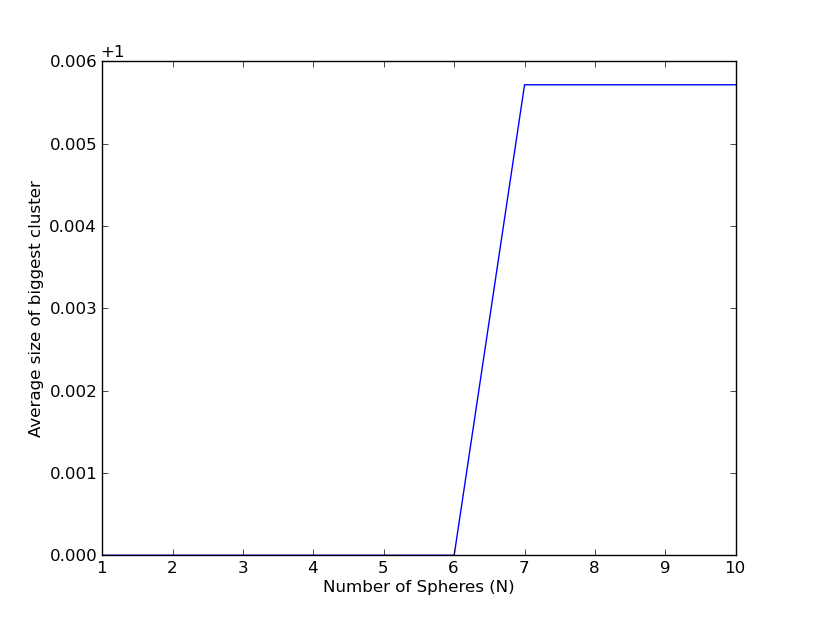 +1
0.006
0.005
0.004
0.003
0.002
0.001
0.000
Average size of biggest cluster
1 2 3 4 5 6 7 8 9 10
Number of Spheres (N)